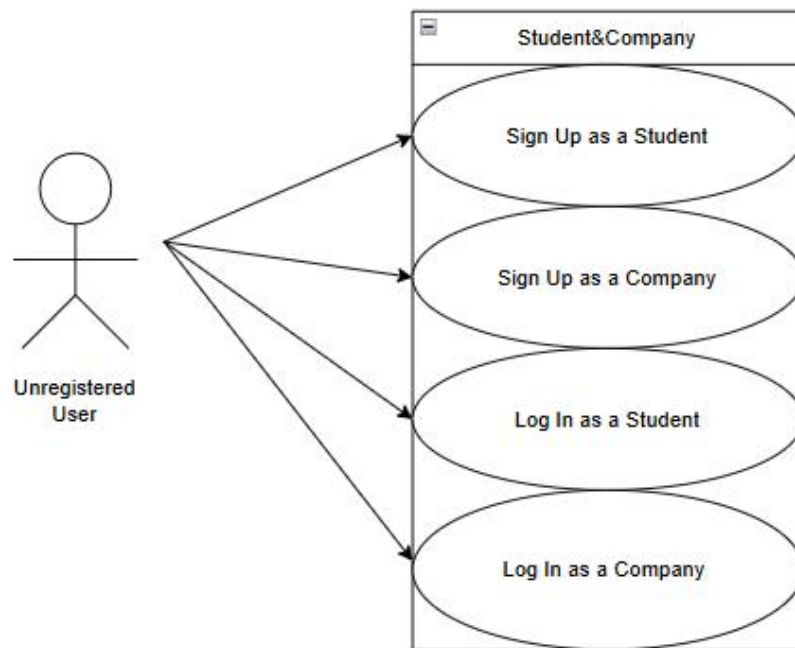 Student&Company
Sign Up as a Student
Sign Up as a Company
Log In as a Student
Log In as a Company
Unregistered
User